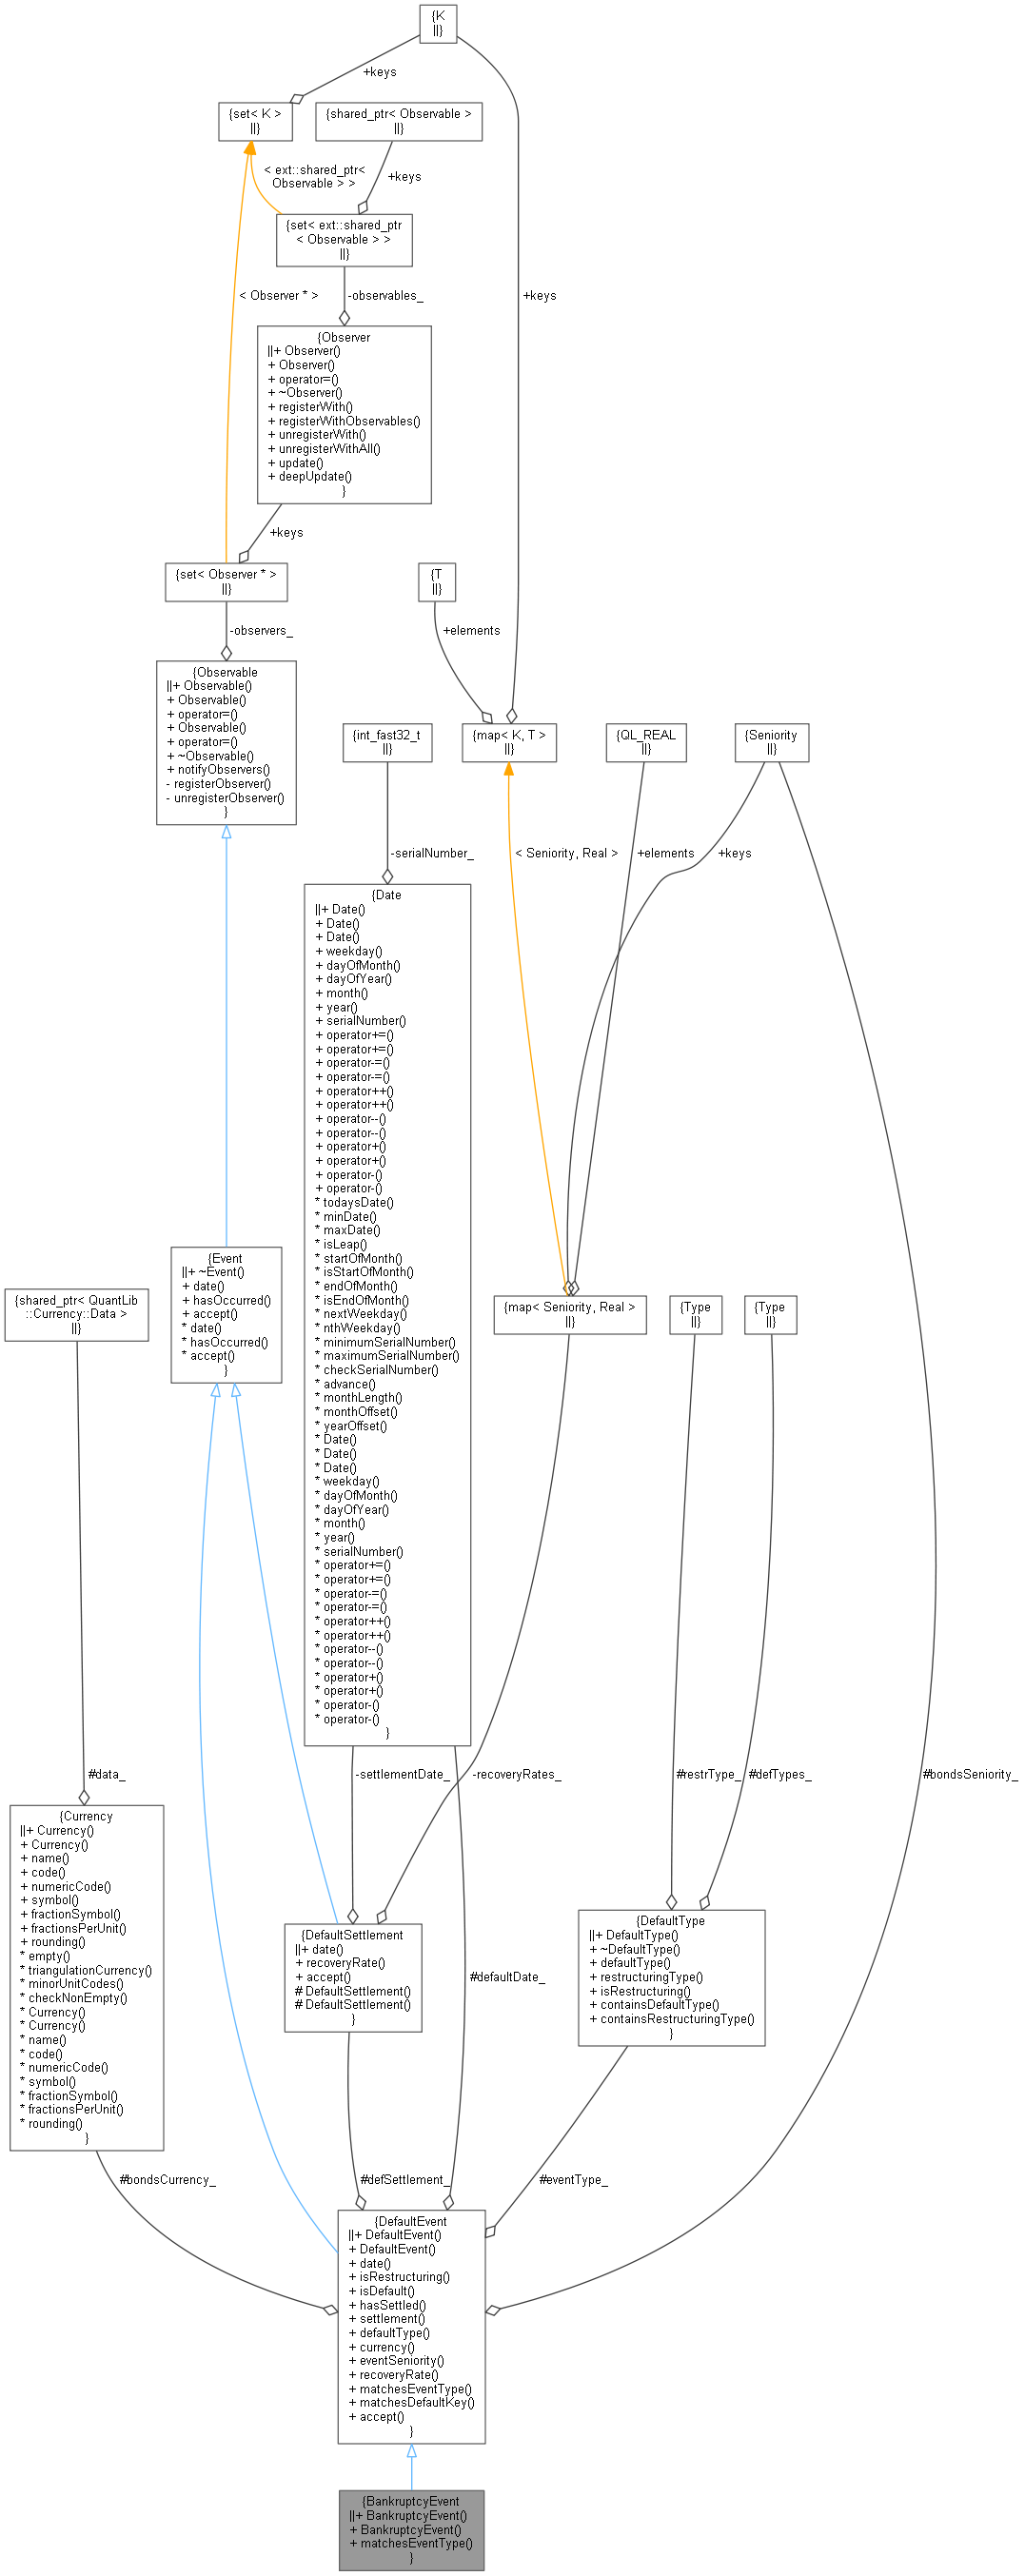 {K
||}
+keys
{set< K >
||}
{shared_ptr< Observable >
||}
< ext::shared_ptr<
Observable > >
+keys
{set< ext::shared_ptr
< Observable > >
||}
< Observer * >
-observables_
+keys
{Observer
||+ Observer()
+ Observer()
+ operator=()
+ ~Observer()
+ registerWith()
+ registerWithObservables()
+ unregisterWith()
+ unregisterWithAll()
+ update()
+ deepUpdate()
}
+keys
{set< Observer * >
||}
{T
||}
-observers_
+elements
{Observable
||+ Observable()
+ Observable()
+ operator=()
+ Observable()
+ operator=()
+ ~Observable()
+ notifyObservers()
- registerObserver()
- unregisterObserver()
}
{int_fast32_t
||}
{map< K, T >
||}
{QL_REAL
||}
{Seniority
||}
-serialNumber_
< Seniority, Real >
+elements
+keys
{Date
||+ Date()
+ Date()
+ Date()
+ weekday()
+ dayOfMonth()
+ dayOfYear()
+ month()
+ year()
+ serialNumber()
+ operator+=()
+ operator+=()
+ operator-=()
+ operator-=()
+ operator++()
+ operator++()
+ operator--()
+ operator--()
+ operator+()
+ operator+()
+ operator-()
+ operator-()
* todaysDate()
* minDate()
* maxDate()
* isLeap()
* startOfMonth()
* isStartOfMonth()
* endOfMonth()
* isEndOfMonth()
* nextWeekday()
* nthWeekday()
* minimumSerialNumber()
* maximumSerialNumber()
* checkSerialNumber()
* advance()
* monthLength()
* monthOffset()
* yearOffset()
* Date()
* Date()
* Date()
* weekday()
* dayOfMonth()
* dayOfYear()
* month()
* year()
* serialNumber()
* operator+=()
* operator+=()
* operator-=()
* operator-=()
* operator++()
* operator++()
* operator--()
* operator--()
* operator+()
* operator+()
* operator-()
* operator-()
}
{Event
||+ ~Event()
+ date()
+ hasOccurred()
+ accept()
* date()
* hasOccurred()
* accept()
}
{shared_ptr< QuantLib
::Currency::Data >
||}
{map< Seniority, Real >
||}
{Type
||}
{Type
||}
#data_
-settlementDate_
-recoveryRates_
#restrType_
#defTypes_
#bondsSeniority_
{Currency
||+ Currency()
+ Currency()
+ name()
+ code()
+ numericCode()
+ symbol()
+ fractionSymbol()
+ fractionsPerUnit()
+ rounding()
* empty()
* triangulationCurrency()
* minorUnitCodes()
* checkNonEmpty()
* Currency()
* Currency()
* name()
* code()
* numericCode()
* symbol()
* fractionSymbol()
* fractionsPerUnit()
* rounding()
}
{DefaultSettlement
||+ date()
+ recoveryRate()
+ accept()
# DefaultSettlement()
# DefaultSettlement()
}
#defaultDate_
{DefaultType
||+ DefaultType()
+ ~DefaultType()
+ defaultType()
+ restructuringType()
+ isRestructuring()
+ containsDefaultType()
+ containsRestructuringType()
}
#bondsCurrency_
#defSettlement_
#eventType_
{DefaultEvent
||+ DefaultEvent()
+ DefaultEvent()
+ date()
+ isRestructuring()
+ isDefault()
+ hasSettled()
+ settlement()
+ defaultType()
+ currency()
+ eventSeniority()
+ recoveryRate()
+ matchesEventType()
+ matchesDefaultKey()
+ accept()
}
{BankruptcyEvent
||+ BankruptcyEvent()
+ BankruptcyEvent()
+ matchesEventType()
}